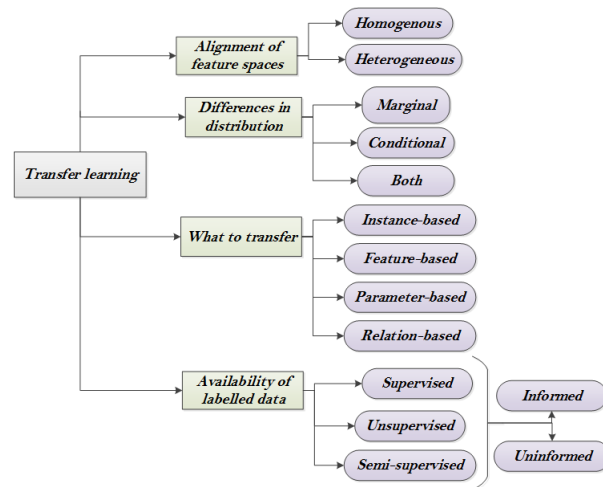 Transfer learning
Alignment of
feature spaces
Homogenous
Heterogeneous
Differences in
distribution
Marginal
Conditional
Both
What to transfer
Instance-based
Feature-based
Parameter-based
Relation-based
Availability of
labelled data
Supervised
Unsupervised
Semi-supervised
Informed
Uninformed